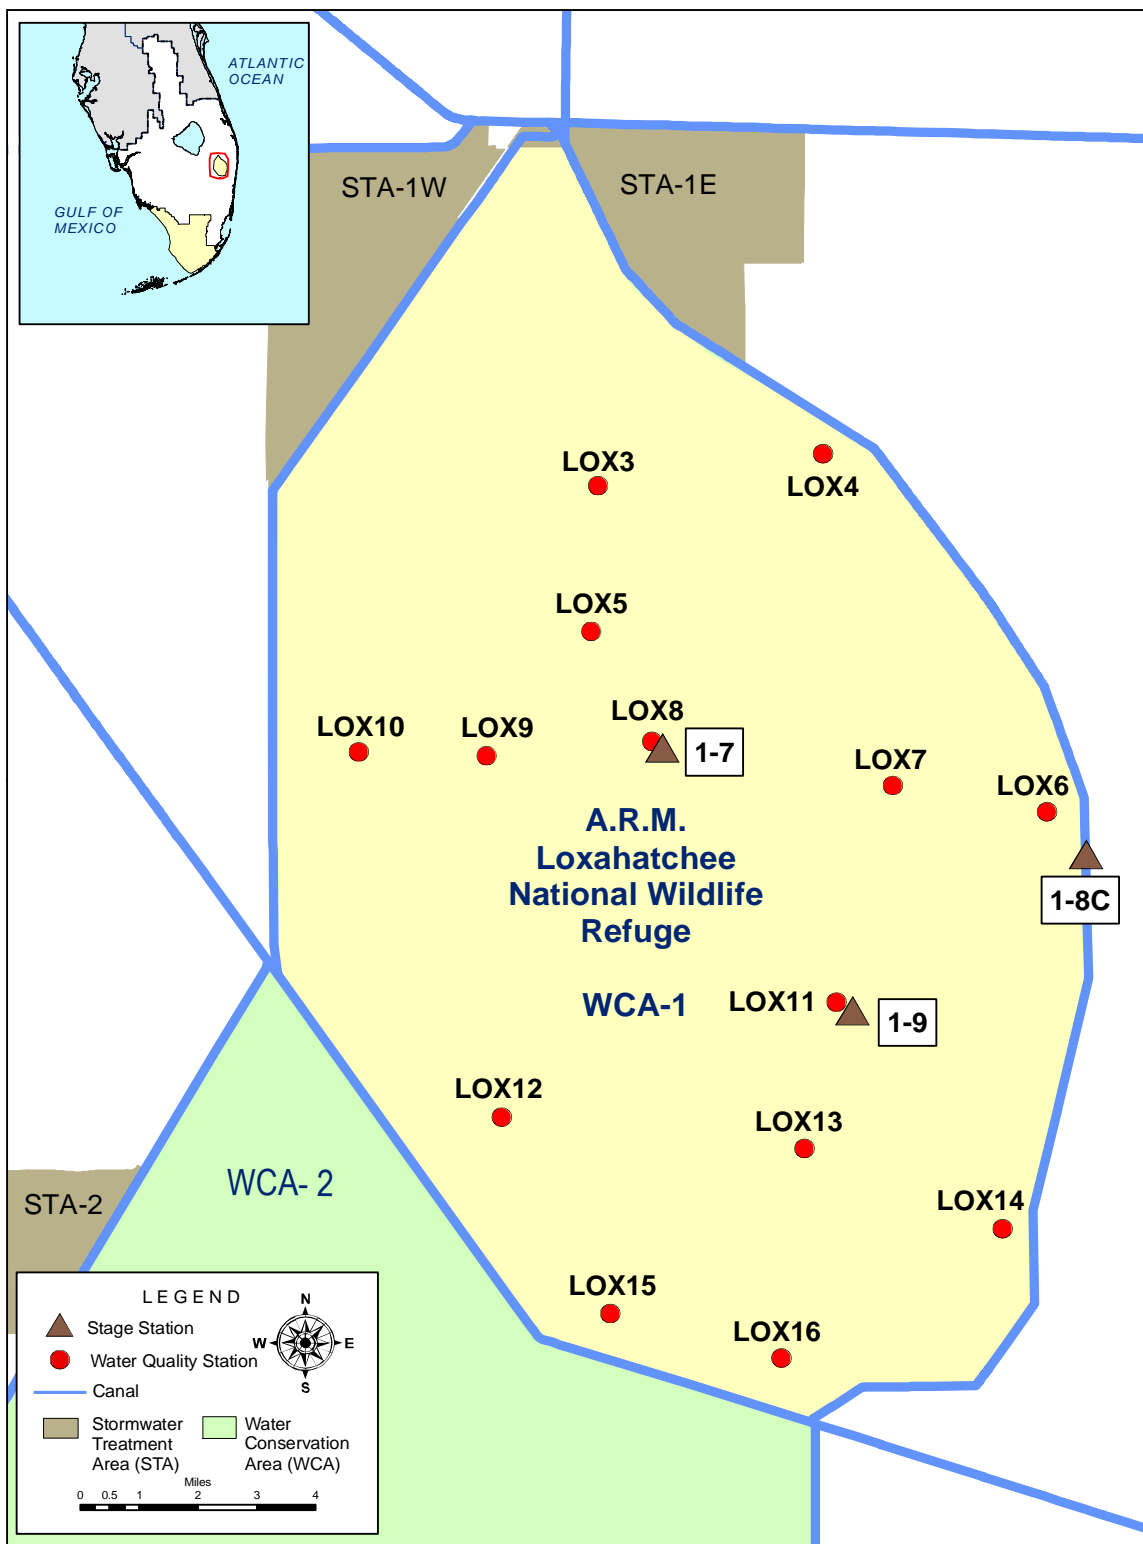 ATLANTIC
OCEAN
GULF OF
MEXICO
STA-1W
STA-1E
LOX3
LOX4
LOX5
LOX10
LOX9
LOX8
1-7
LOX7
LOX6
A.R.M.
Loxahatchee
National Wildlife
Refuge
1-8C
WCA-1
LOX11
1-9
LOX12
LOX13
WCA- 2
STA-2
LOX14
LOX15
LOX16
LEGEND
Stage Station
Water Quality Station
Canal
Stormwater
Treatment
Area (STA)
Water
Conservation
Area (WCA)
N
W
E
S
Miles
0 0.5 1 2 3 4